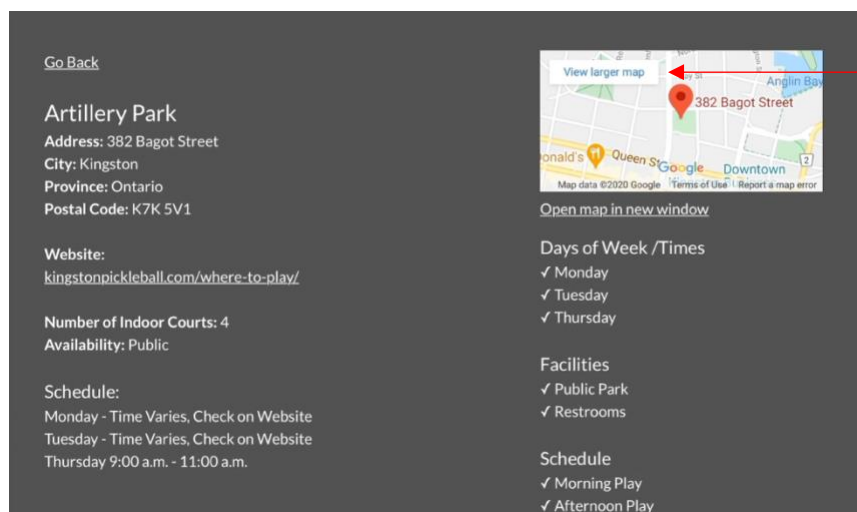 Go Back
Artillery Park
Address: 382 Bagot Street
City: Kingston
Province: Ontario
Postal Code: K7K 5V1
Website:
kingstonpickleball.com/where-to-play/
Number of Indoor Courts: 4
Availability: Public
Schedule:
Monday - Time Varies, Check on Website
Tuesday - Time Varies, Check on Website
Thursday 9:00 a.m. - 11:00 a.m.
View larger map
Anglin Bay
382 Bagot Street
onald's
Queen St
Google
Downtown
2
Map data ©2020 Google
Terms of Use
Report a map error
Open map in new window
Days of Week /Times
✓ Monday
✓ Tuesday
✓ Thursday
Facilities
✓ Public Park
✓ Restrooms
Schedule
✓ Morning Play
✓ Afternoon Play